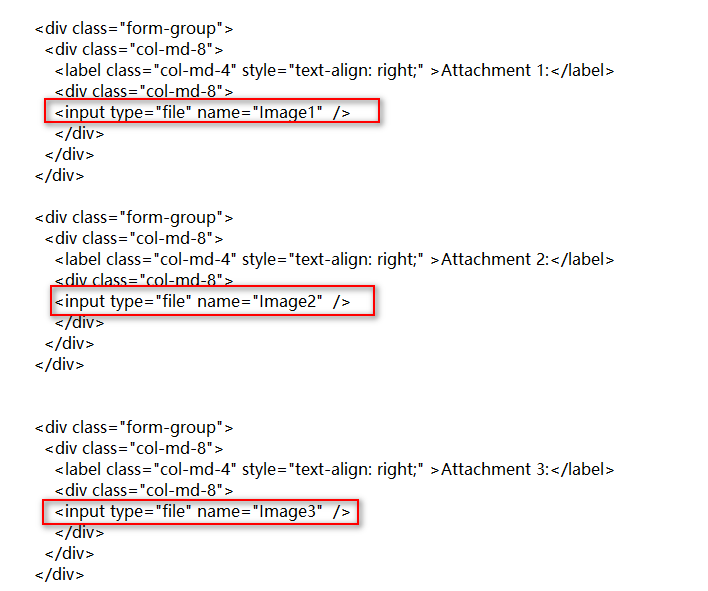 <div class="form-group">
<div class="col-md-8">
<label class="col-md-4" style="text-align: right;" >Attachment 1:</label>
<div class="col-md-8">
<input type="file" name="Image1" />
</div>
</div>
</div>
<div class="form-group">
<div class="col-md-8">
<label class="col-md-4" style="text-align: right;" >Attachment 2:</label>
<div class="col-md-8">
<input type="file" name="Image2" />
</div>
</div>
</div>
<div class="form-group">
<div class="col-md-8">
<label class="col-md-4" style="text-align: right;" >Attachment 3:</label>
<div class="col-md-8">
<input type="file" name="Image3" />
</div>
</div>
</div>